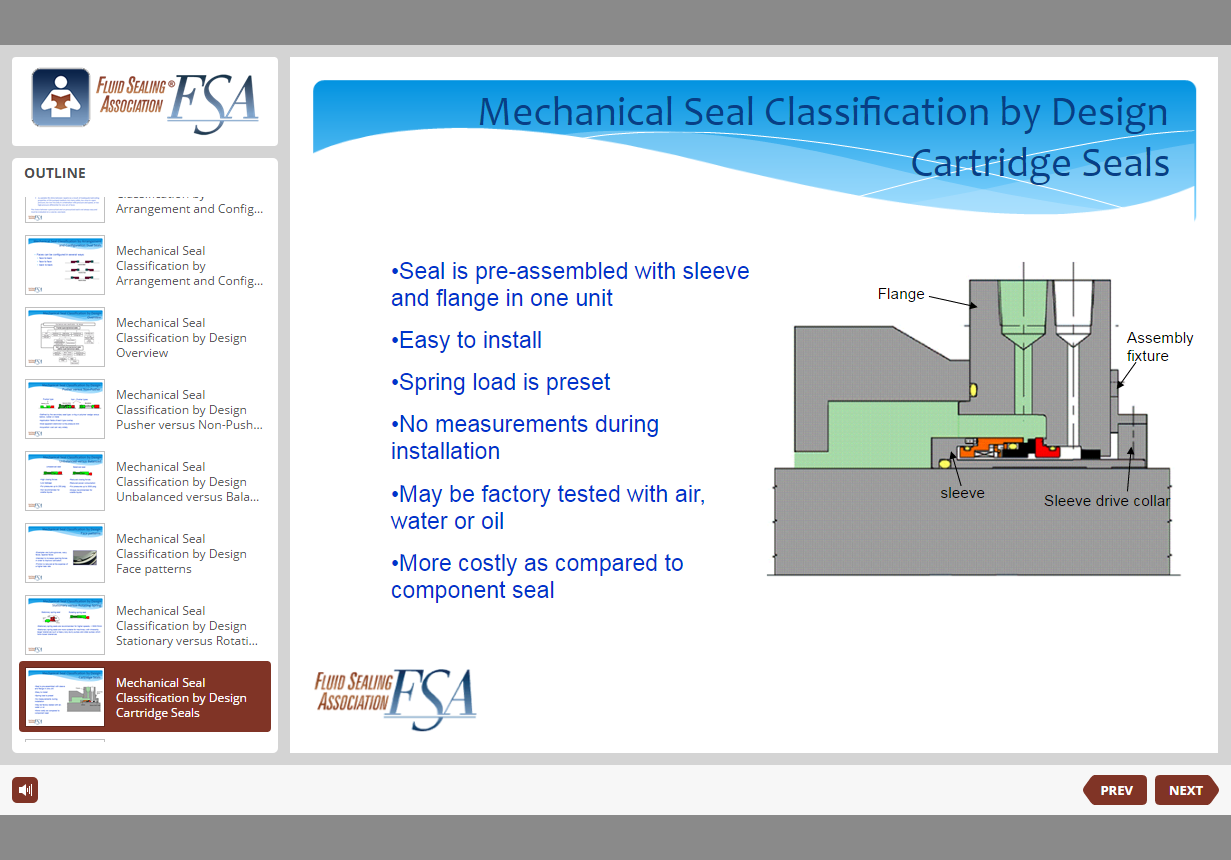 FLUID SEALING®
ASSOCIATION
FSA
OUTLINE
Arrangement and Config...
Mechanical Seal
Classification by
Arrangement and Config...
Mechanical Seal
Classification by Design
Overview
Mechanical Seal
Classification by Design
Pusher versus Non-Push...
Mechanical Seal
Classification by Design
Unbalanced versus Bala...
Mechanical Seal
Classification by Design
Face patterns
Mechanical Seal
Classification by Design
Stationary versus Rotati...
Mechanical Seal
Classification by Design
Cartridge Seals
Mechanical Seal Classification by Design
Cartridge Seals
•Seal is pre-assembled with sleeve
and flange in one unit
•Easy to install
•Spring load is preset
•No measurements during
installation
•May be factory tested with air,
water or oil
•More costly as compared to
component seal
Flange
Assembly
fixture
sleeve
Sleeve drive collar
FLUID SEALING
ASSOCIATION
FSA
PREV
NEXT